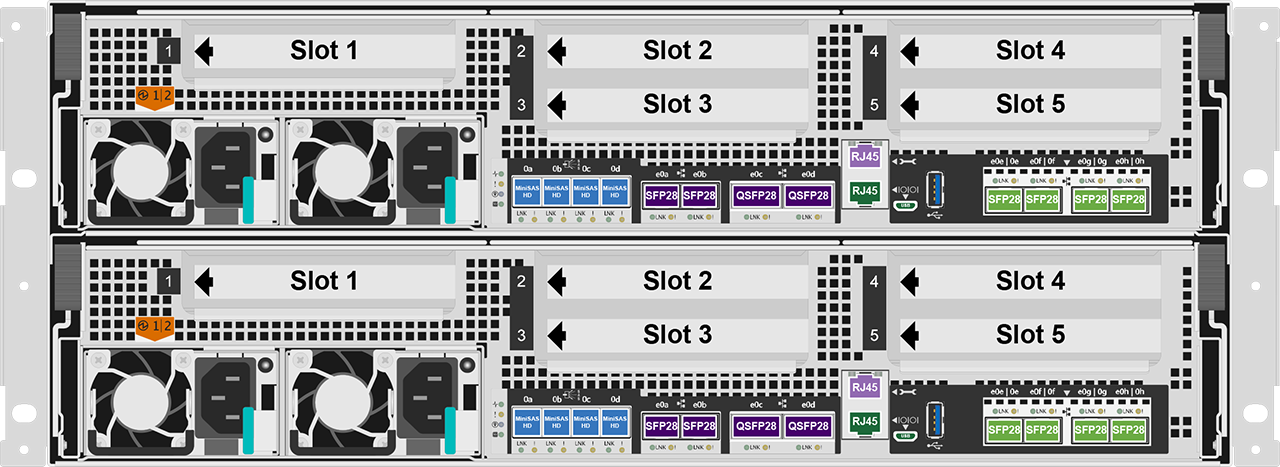 1 Slot 1 2 Slot 2 4 Slot 4
3 Slot 3 5 Slot 5
1|2
0a 0b 0c 0d e0a e0b e0c e0d RJ45 e0e | 0e e0f | 0f e0g | 0g e0h | 0h
LNK ! LNK ! LNK ! LNK !
MiniSAS HD MiniSAS HD MiniSAS HD MiniSAS HD SFP28 SFP28 QSFP28 QSFP28 RJ45 IOIOI SFP28 SFP28 SFP28 SFP28
USB
LNK ! LNK ! LNK ! LNK ! LNK ! LNK !
1 Slot 1 2 Slot 2 4 Slot 4
3 Slot 3 5 Slot 5
1|2
0a 0b 0c 0d e0a e0b e0c e0d RJ45 e0e | 0e e0f | 0f e0g | 0g e0h | 0h
LNK ! LNK ! LNK ! LNK !
MiniSAS HD MiniSAS HD MiniSAS HD MiniSAS HD SFP28 SFP28 QSFP28 QSFP28 RJ45 IOIOI SFP28 SFP28 SFP28 SFP28
USB
LNK ! LNK ! LNK ! LNK ! LNK ! LNK !